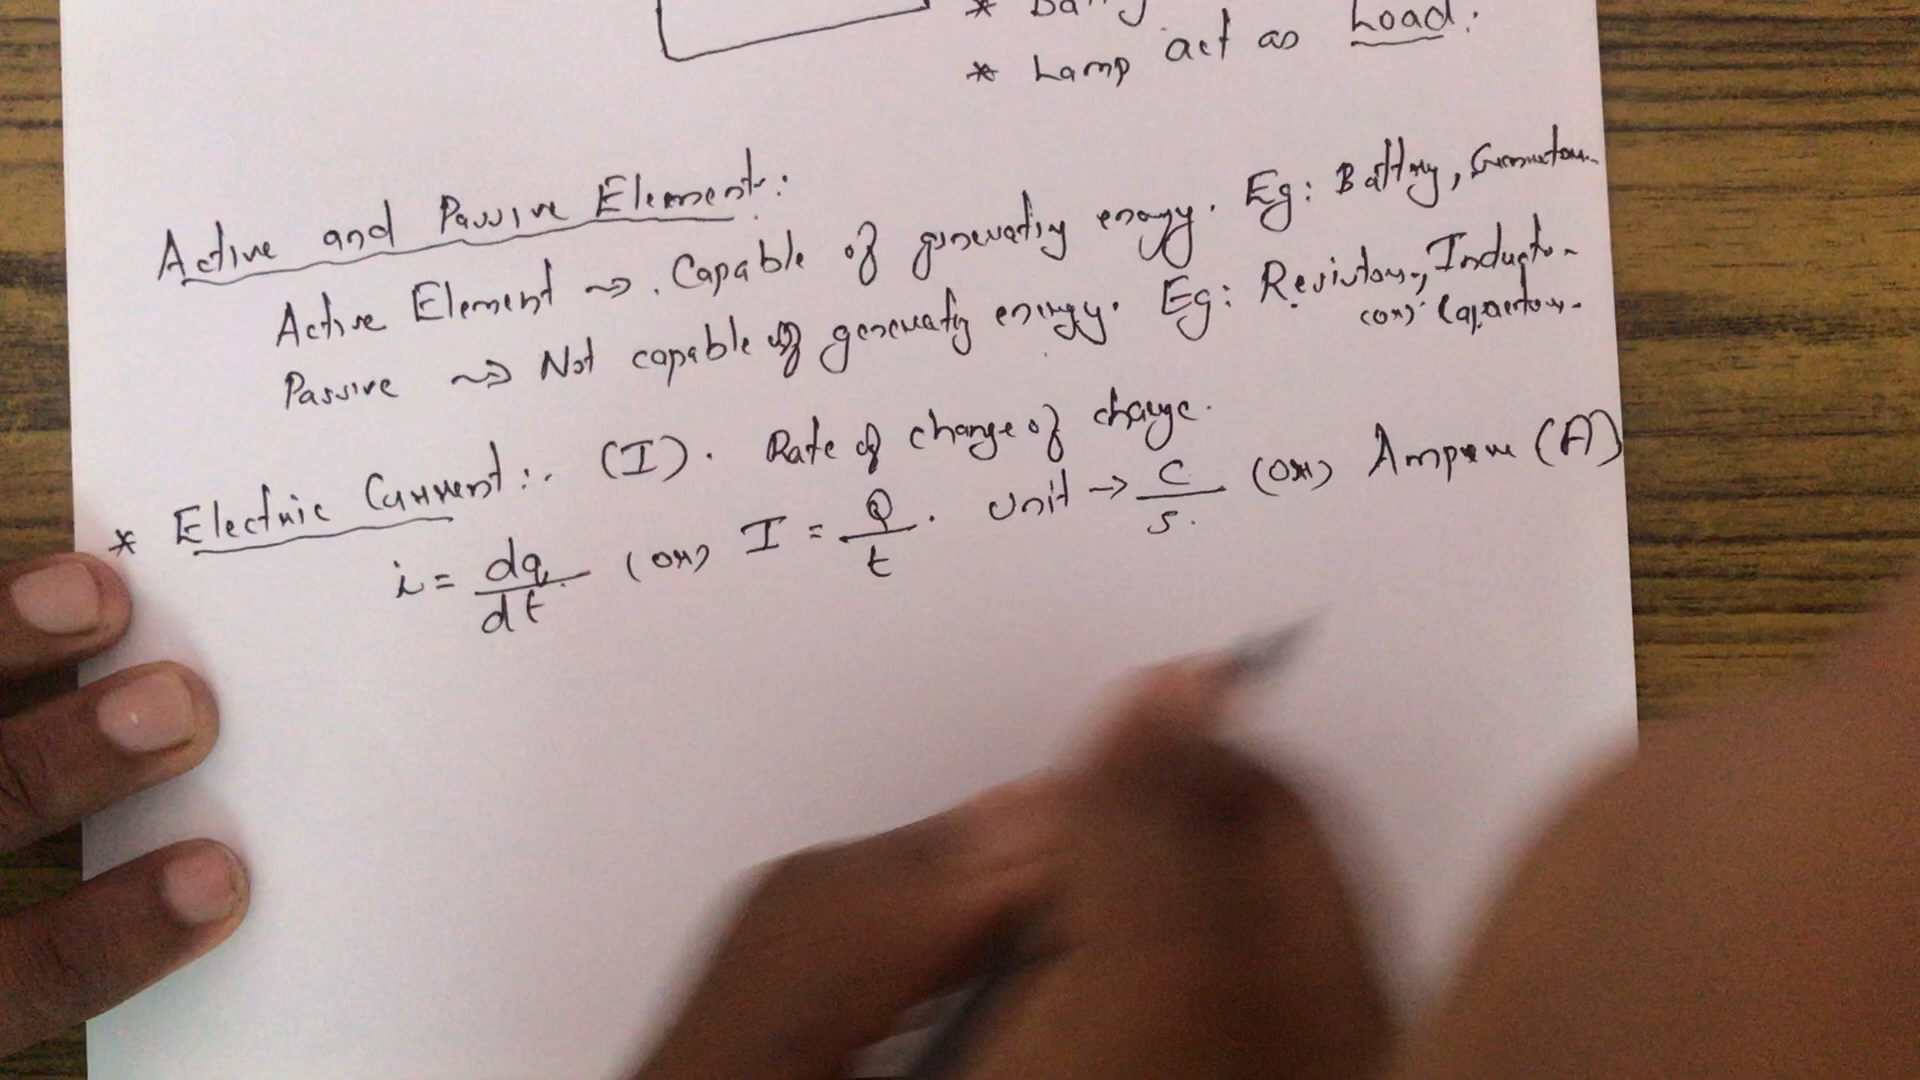 * Lamp act as Load.
Active and Passive Element:
Active Element → Capable of generating energy. Eg: Battery, Generator.
Passive → Not capable of generating energy. Eg: Resistor, Inductor
(or) Capacitor.
* Electric Current: (I). Rate of change of charge.
i = dq/dt (or) I = Q/t. Unit → C/s. (or) Ampere (A)